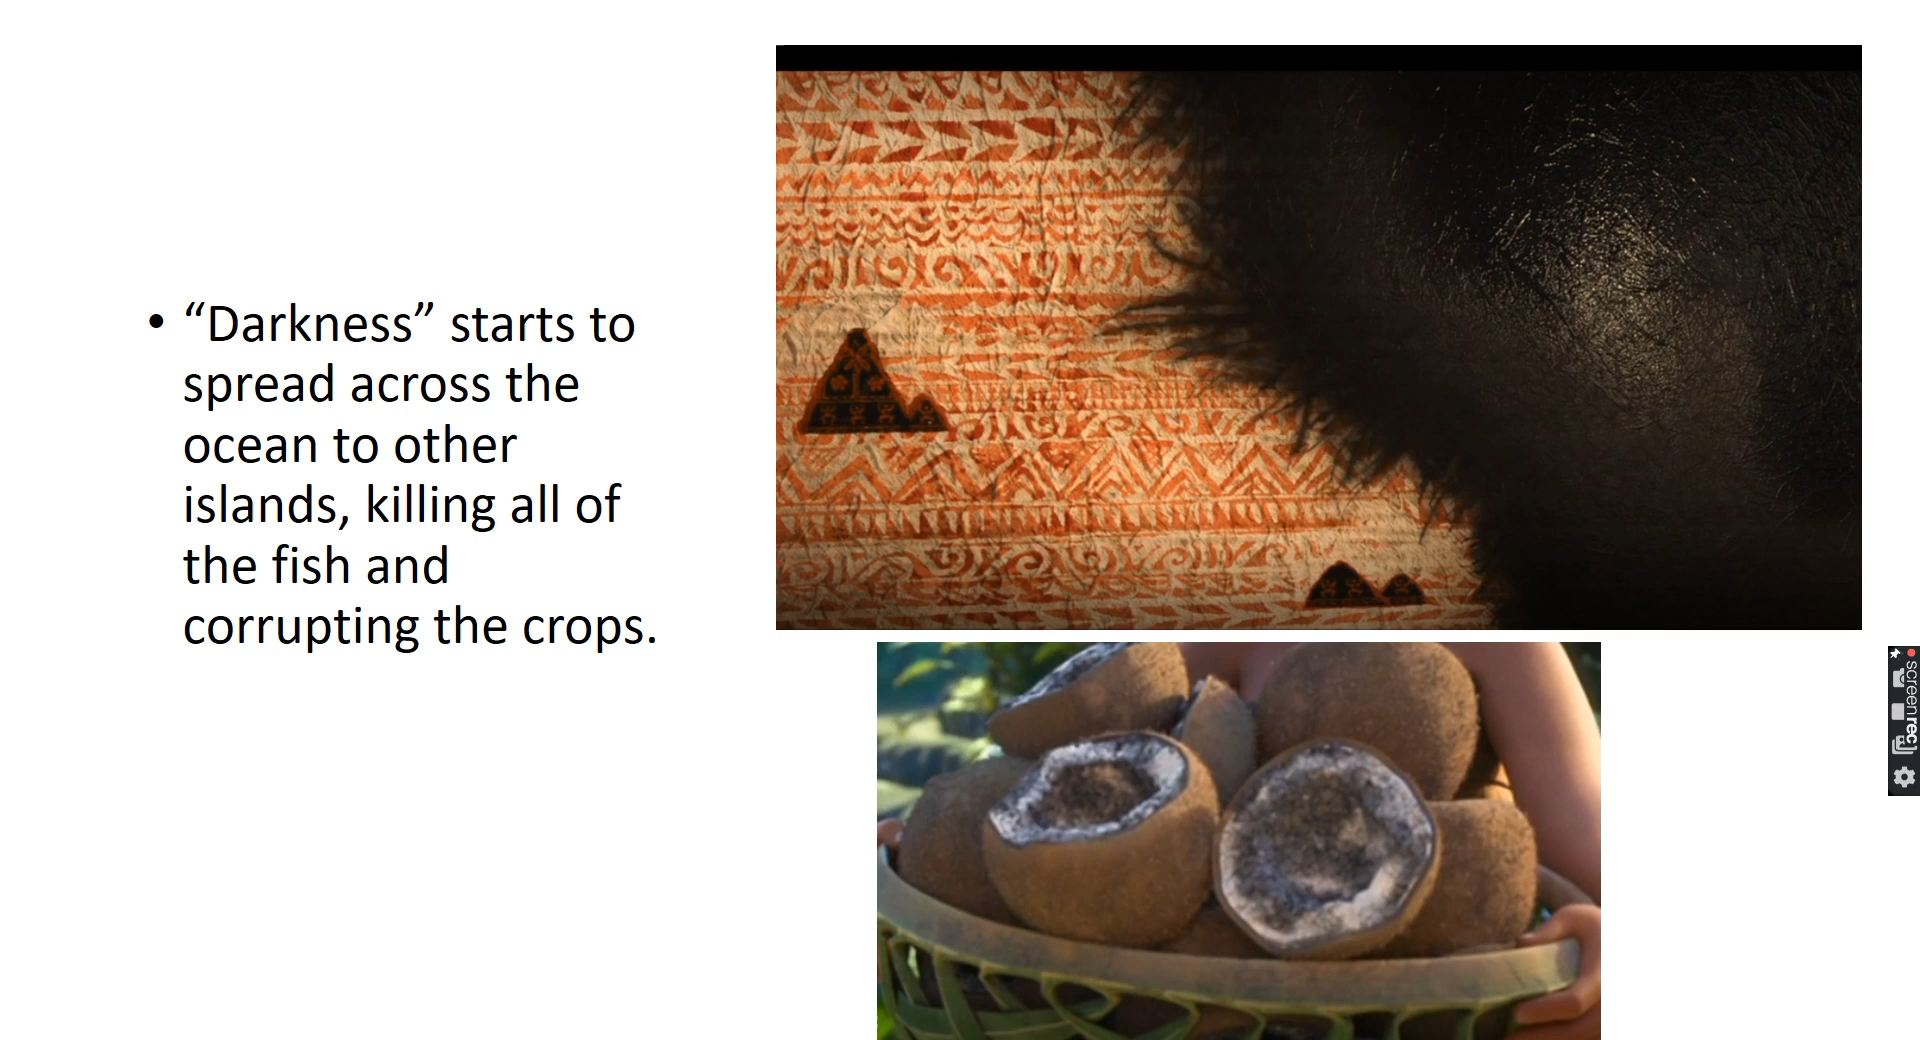 • “Darkness” starts to
spread across the
ocean to other
islands, killing all of
the fish and
corrupting the crops.
screenrec